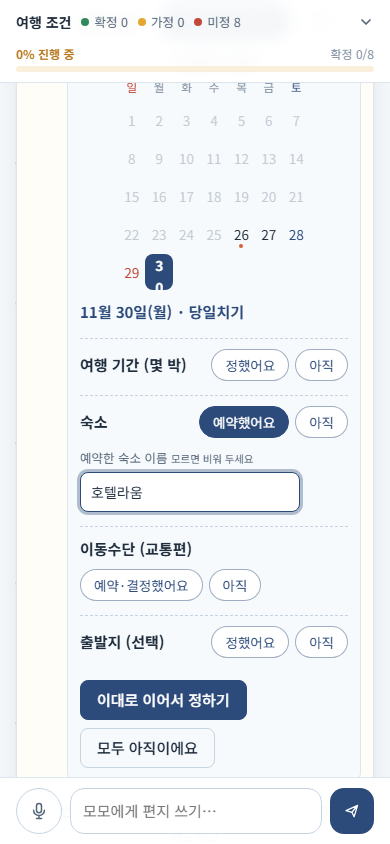 여행 조건 확정 0 가정 0 미정 8
0% 진행 중 확정 0/8
일 월 화 수 목 금 토
1 2 3 4 5 6 7
8 9 10 11 12 13 14
15 16 17 18 19 20 21
22 23 24 25 26 27 28
29 30
11월 30일(월) · 당일치기
여행 기간 (몇 박) 정했어요 아직
숙소 예약했어요 아직
예약한 숙소 이름 모르면 비워 두세요
호텔라움
이동수단 (교통편)
예약·결정했어요 아직
출발지 (선택) 정했어요 아직
이대로 이어서 정하기
모두 아직이에요
모모에게 편지 쓰기…